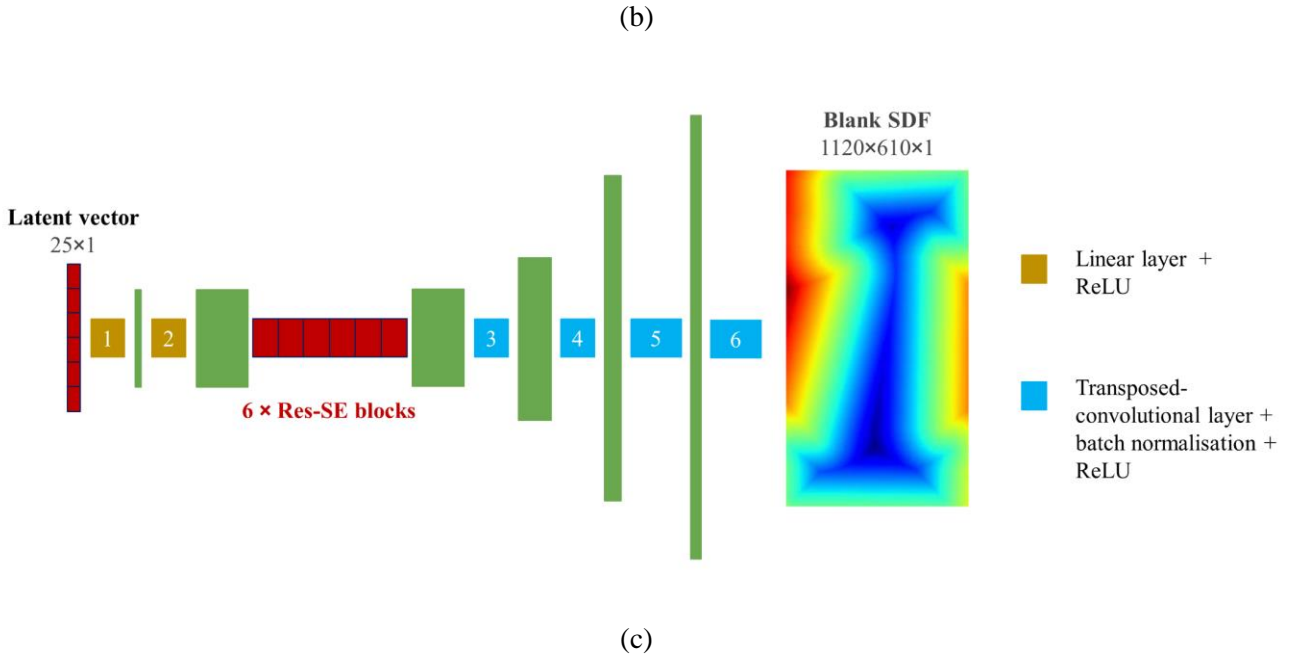 (b)
Blank SDF
1120×610×1
Latent vector
25×1
1
2
3
4
5
6
6 × Res-SE blocks
Linear layer +
ReLU
Transposed-
convolutional layer +
batch normalisation +
ReLU
(c)